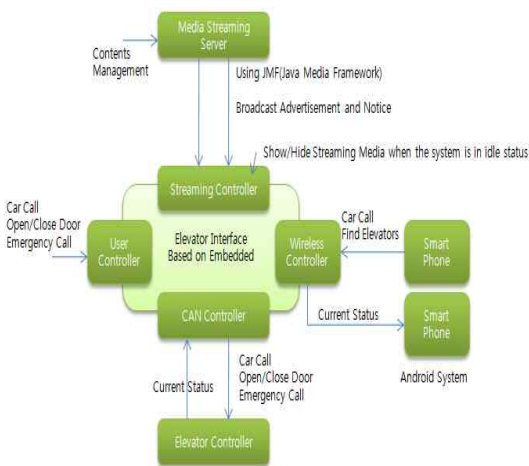 Media Streaming
Server
Contents
Management
Using JMF(Java Media Framework)
Broadcast Advertisement and Notice
Show/Hide Streaming Media when the system is in idle status
Streaming Controller
Car Call
Open/Close Door
Emergency Call
User
Controller
Elevator Interface
Based on Embedded
Wireless
Controller
Car Call
Find Elevators
Smart
Phone
CAN Controller
Current Status
Smart
Phone
Android System
Current Status
Car Call
Open/Close Door
Emergency Call
Elevator Controller